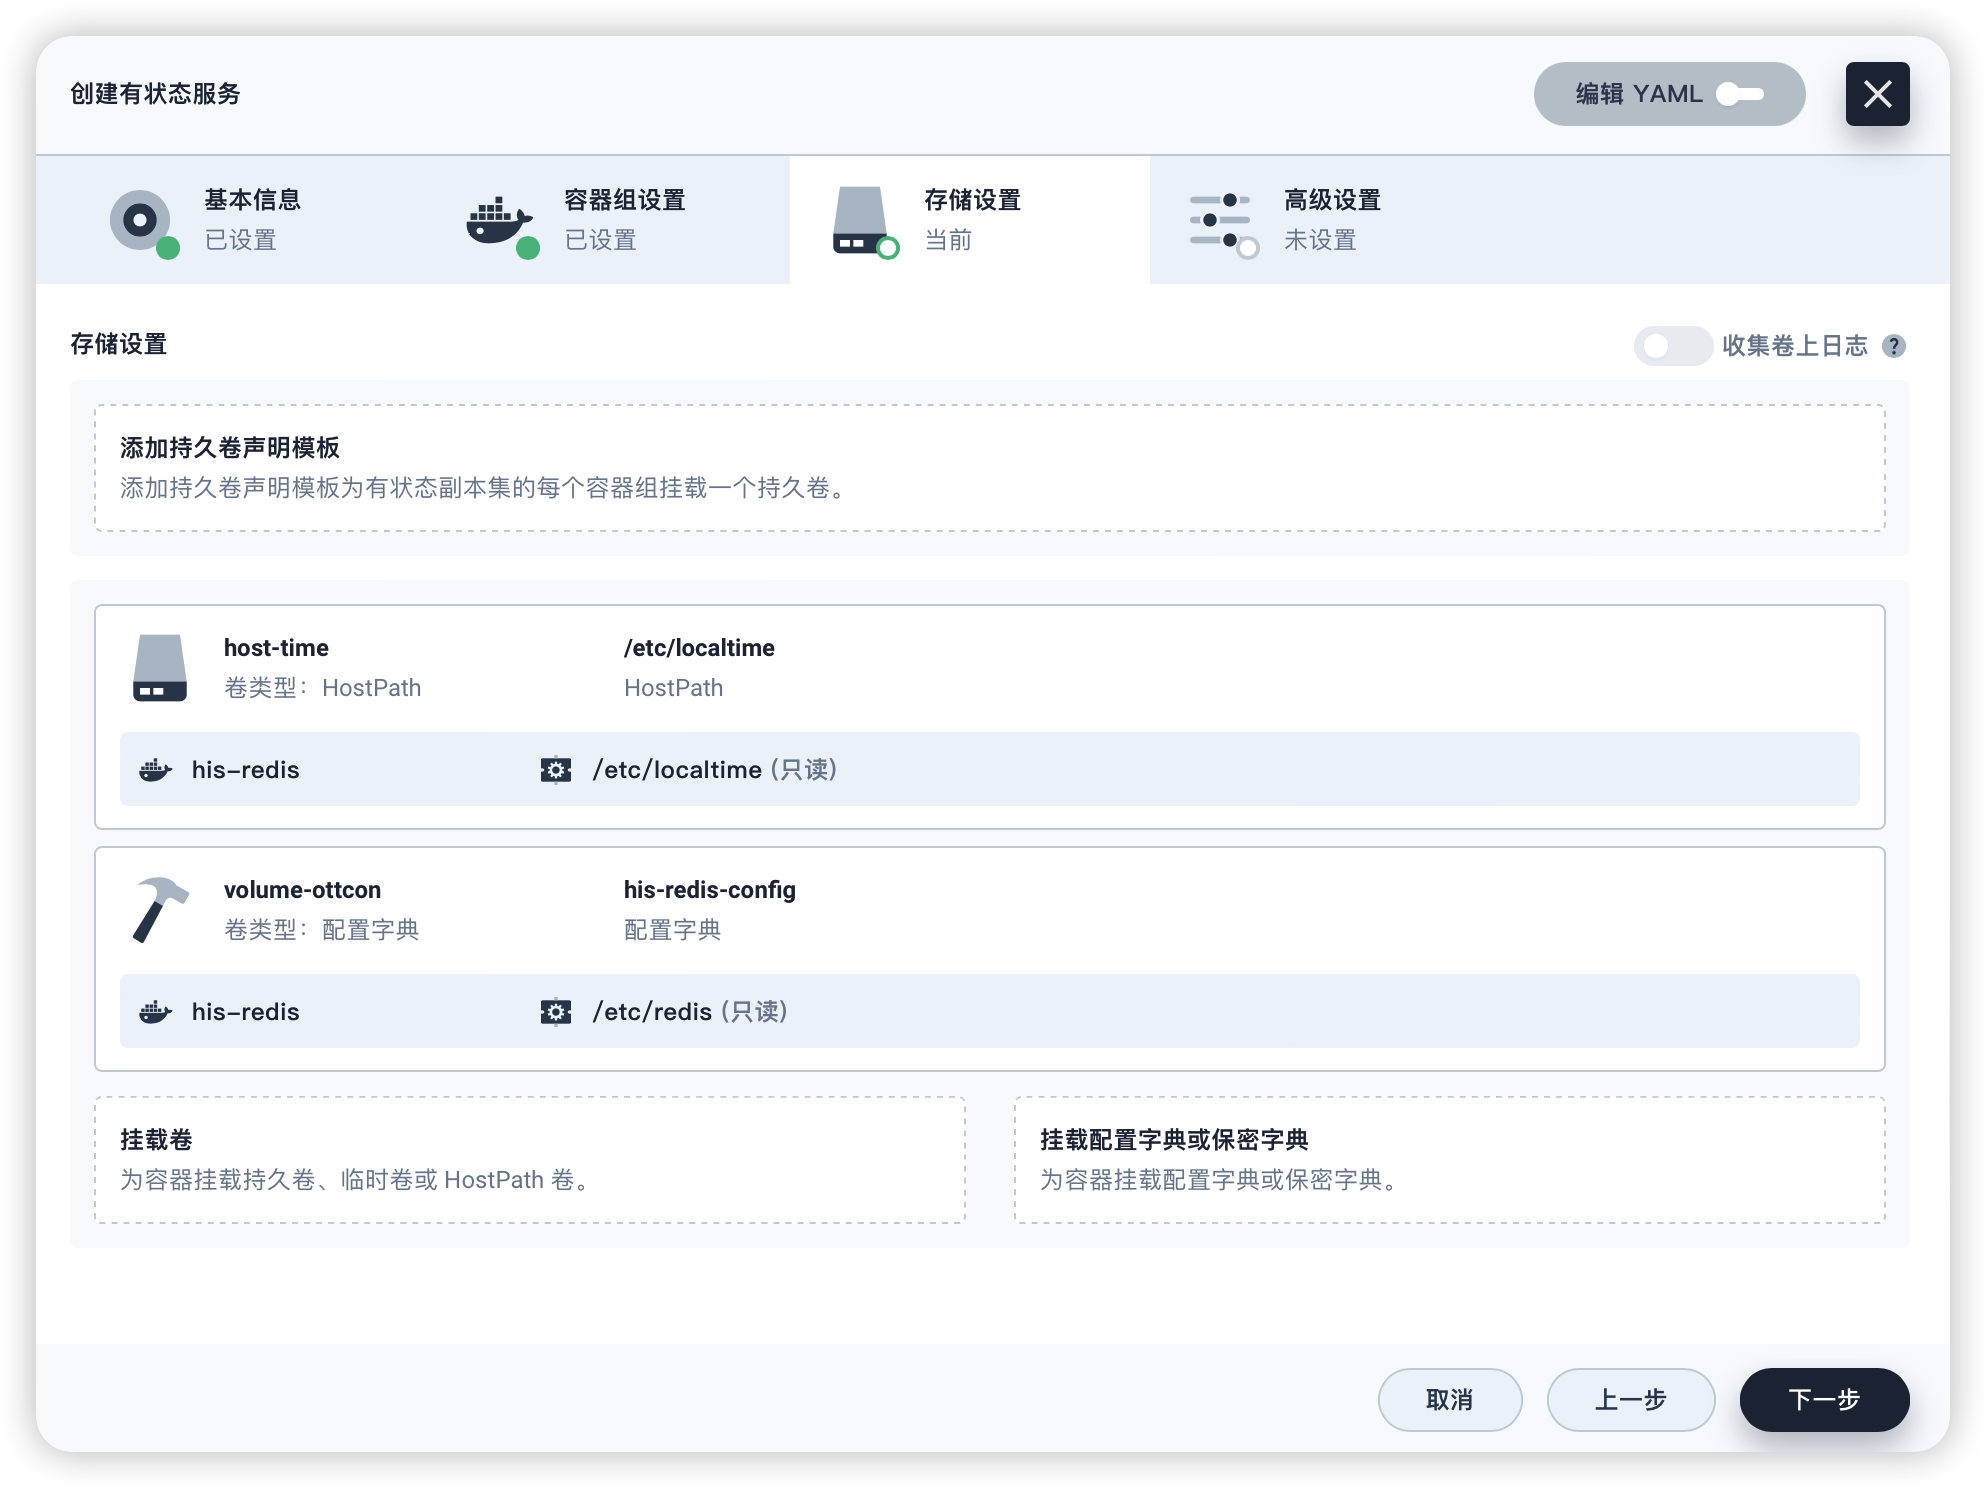 创建有状态服务
编辑 YAML
基本信息
已设置
容器组设置
已设置
存储设置
当前
高级设置
未设置
存储设置
收集卷上日志 ?
添加持久卷声明模板
添加持久卷声明模板为有状态副本集的每个容器组挂载一个持久卷。
host-time
卷类型：HostPath
/etc/localtime
HostPath
his-redis
/etc/localtime (只读)
volume-ottcon
卷类型：配置字典
his-redis-config
配置字典
his-redis
/etc/redis (只读)
挂载卷
为容器挂载持久卷、临时卷或 HostPath 卷。
挂载配置字典或保密字典
为容器挂载配置字典或保密字典。
取消
上一步
下一步